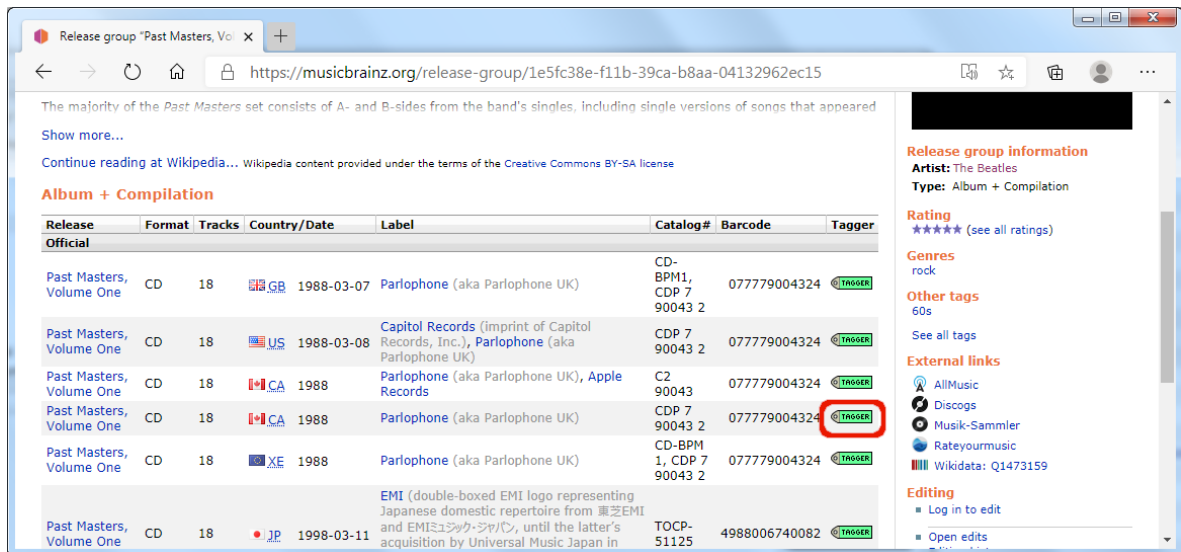 Release group "Past Masters, Vol
https://musicbrainz.org/release-group/1e5fc38e-f11b-39ca-b8aa-04132962ec15
The majority of the Past Masters set consists of A- and B-sides from the band's singles, including single versions of songs that appeared
Show more...
Continue reading at Wikipedia... Wikipedia content provided under the terms of the Creative Commons BY-SA license
Album + Compilation
Release Format Tracks Country/Date Label Catalog# Barcode Tagger
Official
Past Masters, Volume One CD 18 GB 1988-03-07 Parlophone (aka Parlophone UK) CD-BPM1, CDP 7 90043 2 077779004324 TAGGER
Past Masters, Volume One CD 18 US 1988-03-08 Capitol Records (imprint of Capitol Records, Inc.), Parlophone (aka Parlophone UK) CDP 7 90043 2 077779004324 TAGGER
Past Masters, Volume One CD 18 CA 1988 Parlophone (aka Parlophone UK), Apple Records C2 90043 077779004324 TAGGER
Past Masters, Volume One CD 18 CA 1988 Parlophone (aka Parlophone UK) CDP 7 90043 2 077779004324 TAGGER
Past Masters, Volume One CD 18 XE 1988 Parlophone (aka Parlophone UK) CD-BPM 1, CDP 7 90043 2 077779004324 TAGGER
Past Masters, Volume One CD 18 JP 1998-03-11 EMI (double-boxed EMI logo representing Japanese domestic repertoire from 東芝EMI and EMIミュージック・ジャパン, until the latter's acquisition by Universal Music Japan in TOCP-51125 4988006740082 TAGGER
Release group information
Artist: The Beatles
Type: Album + Compilation
Rating
★★★★★ (see all ratings)
Genres
rock
Other tags
60s
See all tags
External links
AllMusic
Discogs
Musik-Sammler
Rateyourmusic
Wikidata: Q1473159
Editing
Log in to edit
Open edits